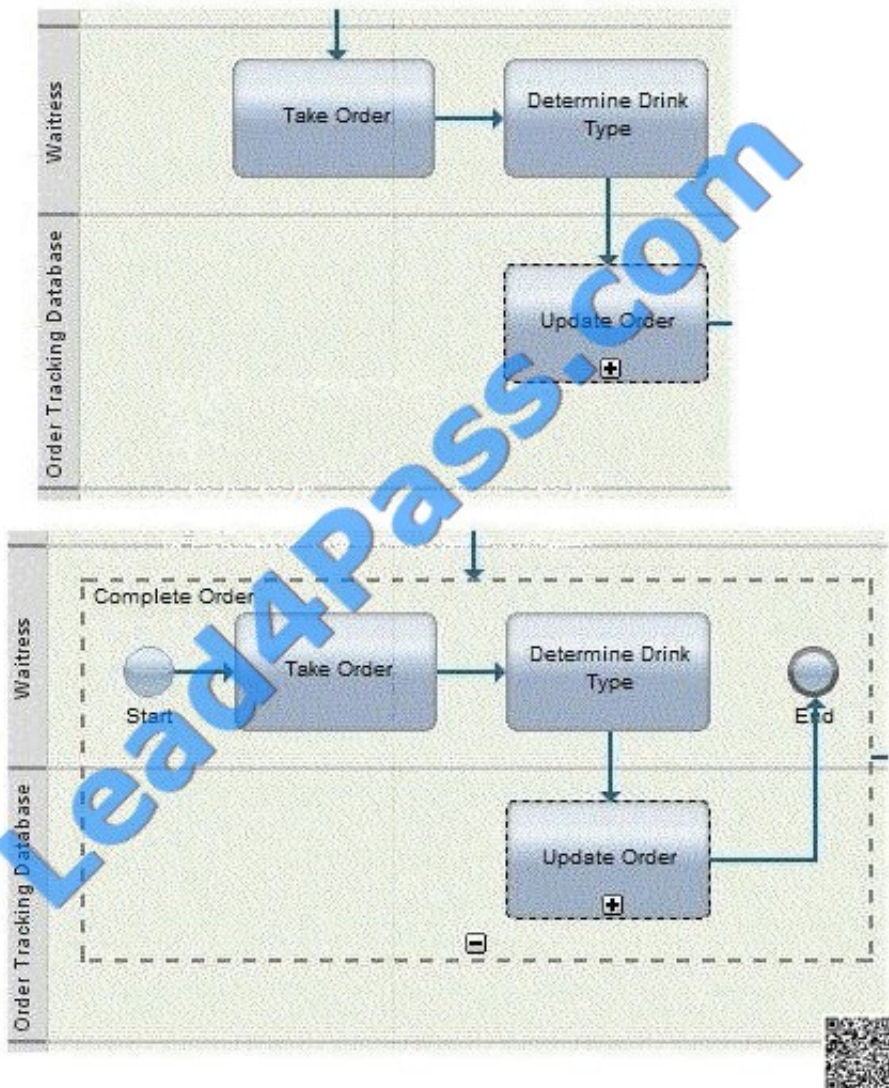 Waitress
Take Order
Determine Drink
Type
Order Tracking Database
Update Order
Waitress
Complete Order
Start
Take Order
Determine Drink
Type
End
Order Tracking Database
Update Order
Lead4Pass.com